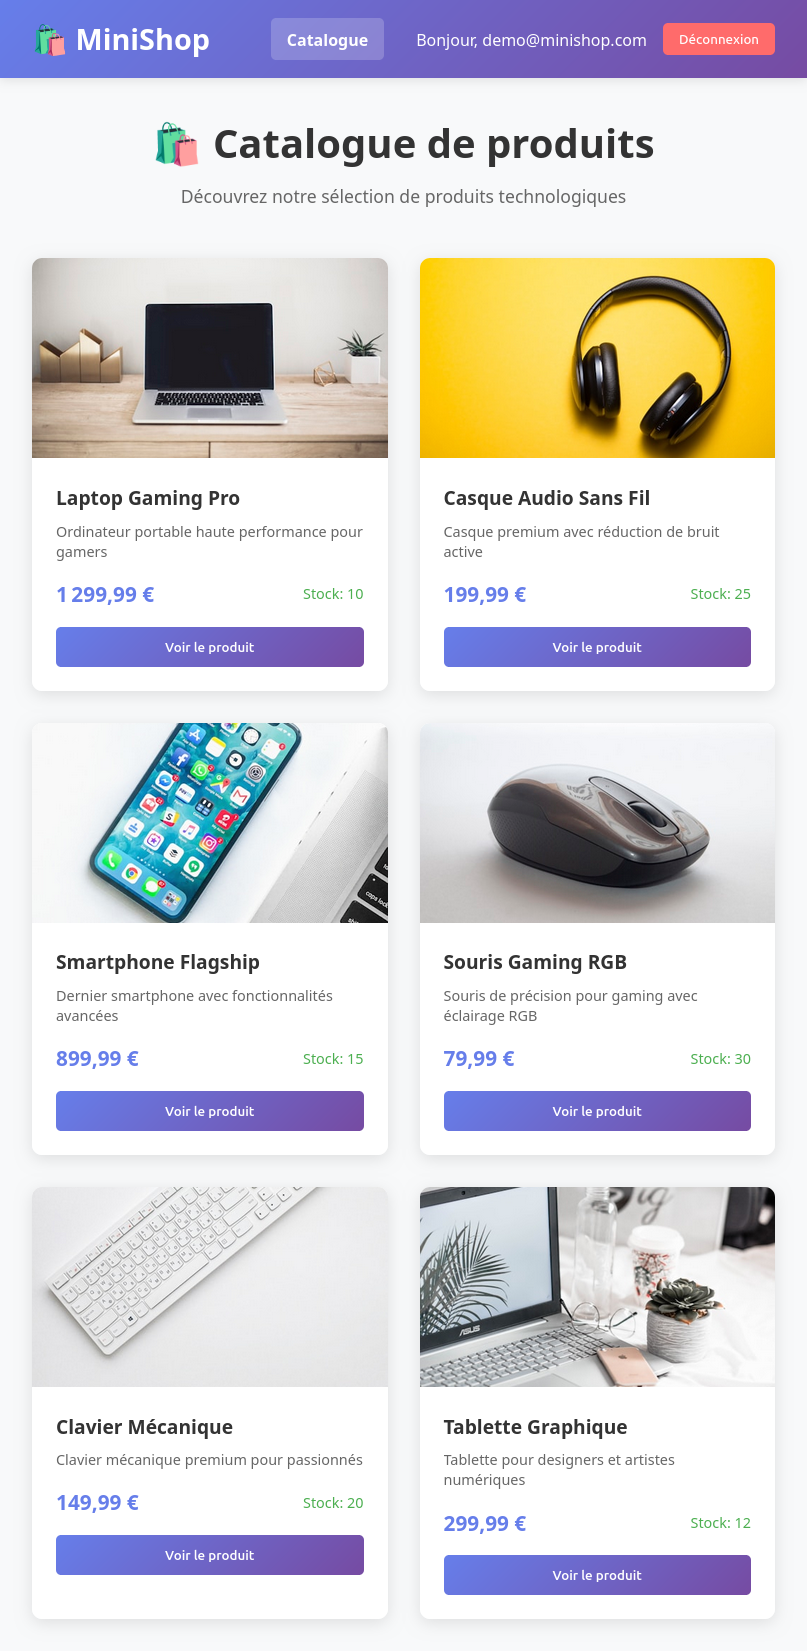 MiniShop
Catalogue
Bonjour, demo@minishop.com
Déconnexion
Catalogue de produits
Découvrez notre sélection de produits technologiques
Laptop Gaming Pro
Ordinateur portable haute performance pour
gamers
1 299,99 €
Stock: 10
Voir le produit
Casque Audio Sans Fil
Casque premium avec réduction de bruit
active
199,99 €
Stock: 25
Voir le produit
Smartphone Flagship
Dernier smartphone avec fonctionnalités
avancées
899,99 €
Stock: 15
Voir le produit
caps lock
Souris Gaming RGB
Souris de précision pour gaming avec
éclairage RGB
79,99 €
Stock: 30
Voir le produit
Clavier Mécanique
Clavier mécanique premium pour passionnés
149,99 €
Stock: 20
Voir le produit
ASUS
Tablette Graphique
Tablette pour designers et artistes
numériques
299,99 €
Stock: 12
Voir le produit